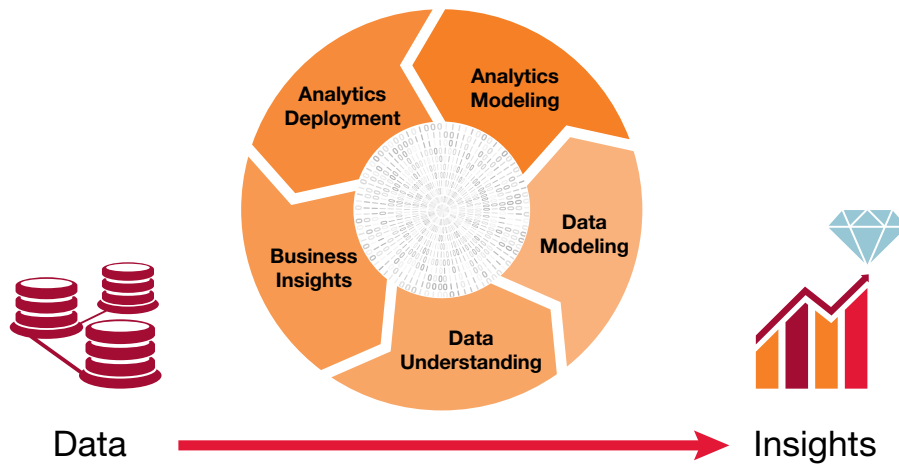 Analytics
Modeling
Analytics
Deployment
Data
Modeling
Business
Insights
Data
Understanding
Data
Insights